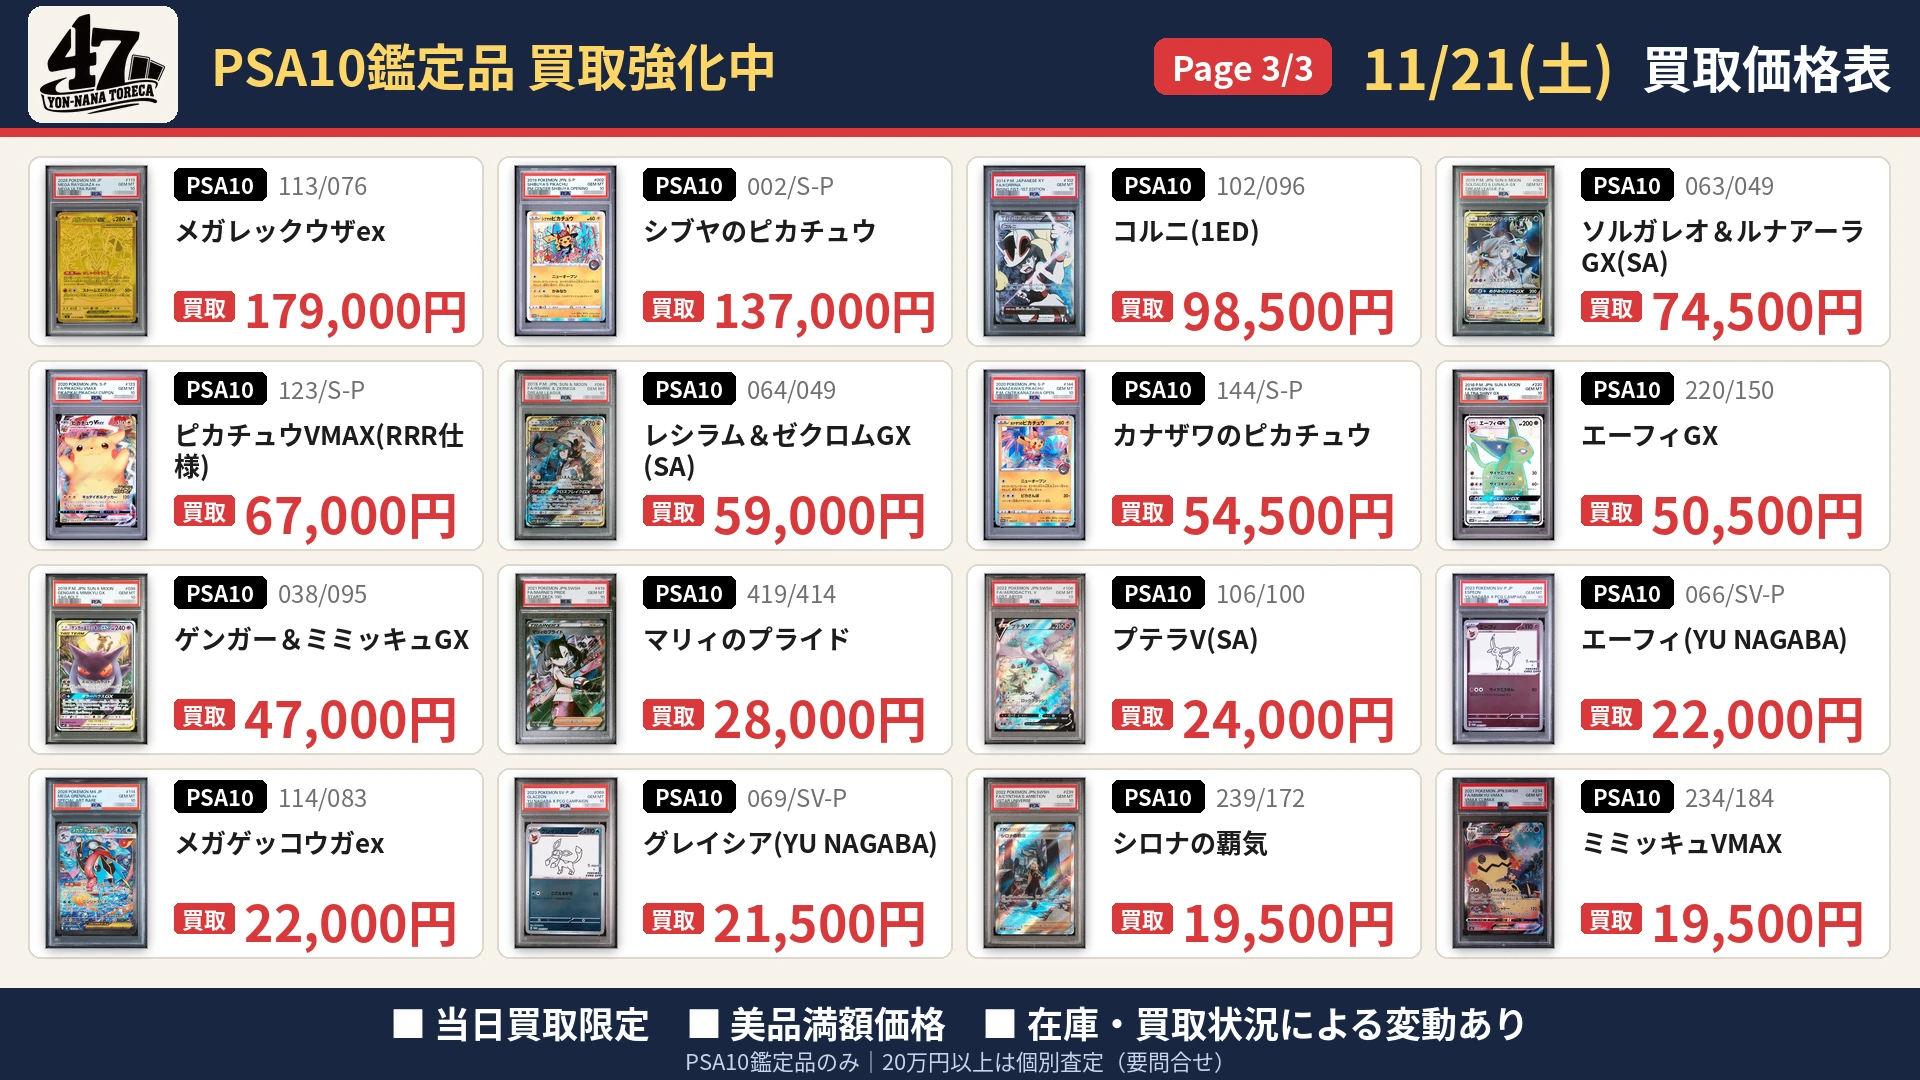 47
YON-NANA TORECA
PSA10鑑定品 買取強化中
Page 3/3
11/21(土) 買取価格表
PSA10 113/076
メガレックウザex
買取 179,000円
PSA10 002/S-P
シブヤのピカチュウ
買取 137,000円
PSA10 102/096
コルニ(1ED)
買取 98,500円
PSA10 063/049
ソルガレオ＆ルナアーラ
GX(SA)
買取 74,500円
PSA10 123/S-P
ピカチュウVMAX(RRR仕
様)
買取 67,000円
PSA10 064/049
レシラム＆ゼクロムGX
(SA)
買取 59,000円
PSA10 144/S-P
カナザワのピカチュウ
買取 54,500円
PSA10 220/150
エーフィGX
買取 50,500円
PSA10 038/095
ゲンガー＆ミミッキュGX
買取 47,000円
PSA10 419/414
マリィのプライド
買取 28,000円
PSA10 106/100
プテラV(SA)
買取 24,000円
PSA10 066/SV-P
エーフィ(YU NAGABA)
買取 22,000円
PSA10 114/083
メガゲッコウガex
買取 22,000円
PSA10 069/SV-P
グレイシア(YU NAGABA)
買取 21,500円
PSA10 239/172
シロナの覇気
買取 19,500円
PSA10 234/184
ミミッキュVMAX
買取 19,500円
■ 当日買取限定 ■ 美品満額価格 ■ 在庫・買取状況による変動あり
PSA10鑑定品のみ｜20万円以上は個別査定（要問合せ）